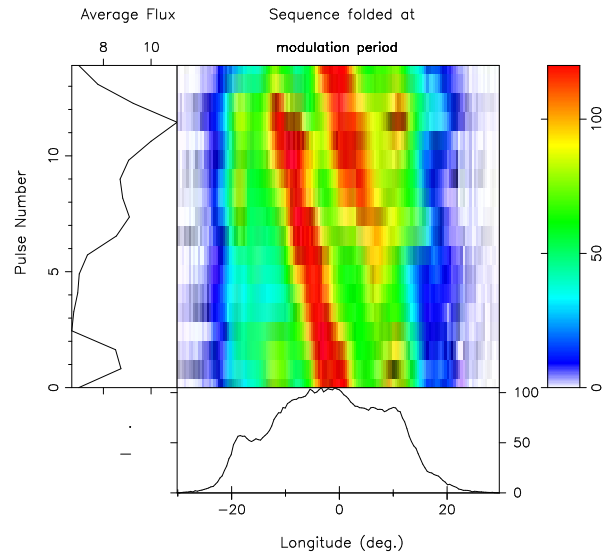 Average Flux
Sequence folded at
8 10
modulation period
Pulse Number
10
5
0
100
50
0
100
50
0
−20 0 20
Longitude (deg.)